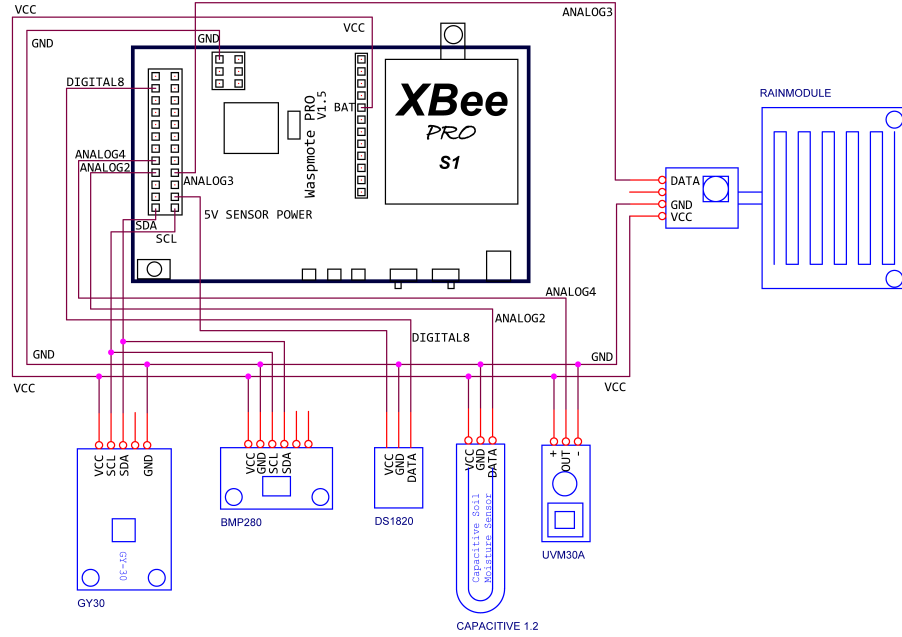 VCC
ANALOG3
VCC
GND
GND
DIGITAL8
XBee
PRO
S1
BAT
Waspmote PRO
V1.5
RAINMODULE
ANALOG4
ANALOG2
ANALOG3
DATA
GND
VCC
5V SENSOR POWER
SDA
SCL
ANALOG4
ANALOG2
DIGITAL8
GND
GND
VCC
VCC
VCC
SCL
SDA
GND
VCC
GND
SCL
SDA
VCC
GND
DATA
VCC
GND
DATA
+
OUT
-
Capacitive Soil
Moisture Sensor
GY-30
BMP280
DS1820
UVM30A
GY30
CAPACITIVE 1.2